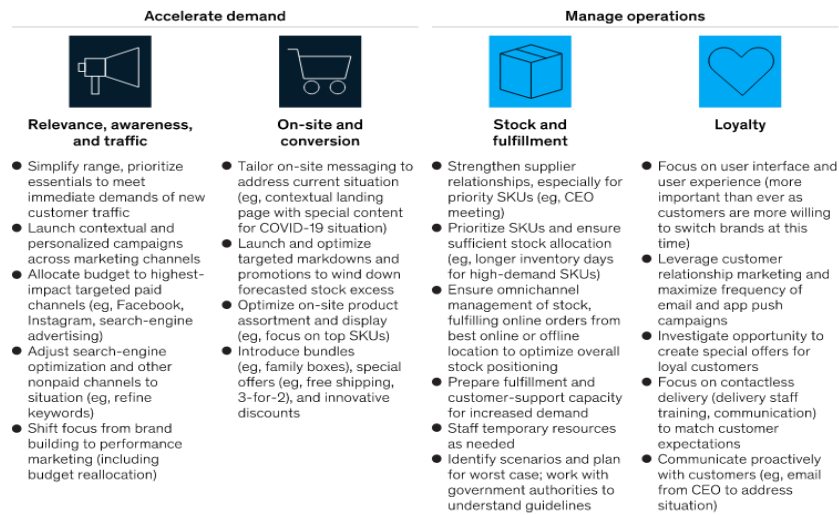 Accelerate demand
Manage operations
Relevance, awareness,
and traffic
● Simplify range, prioritize
essentials to meet
immediate demands of new
customer traffic
● Launch contextual and
personalized campaigns
across marketing channels
● Allocate budget to highest-
impact targeted paid
channels (eg, Facebook,
Instagram, search-engine
advertising)
● Adjust search-engine
optimization and other
nonpaid channels to
situation (eg, refine
keywords)
● Shift focus from brand
building to performance
marketing (including
budget reallocation)
On-site and
conversion
● Tailor on-site messaging to
address current situation
(eg, contextual landing
page with special content
for COVID-19 situation)
● Launch and optimize
targeted markdowns and
promotions to wind down
forecasted stock excess
● Optimize on-site product
assortment and display
(eg, focus on top SKUs)
● Introduce bundles
(eg, family boxes), special
offers (eg, free shipping,
3-for-2), and innovative
discounts
Stock and
fulfillment
● Strengthen supplier
relationships, especially for
priority SKUs (eg, CEO
meeting)
● Prioritize SKUs and ensure
sufficient stock allocation
(eg, longer inventory days
for high-demand SKUs)
● Ensure omnichannel
management of stock,
fulfilling online orders from
best online or offline
location to optimize overall
stock positioning
● Prepare fulfillment and
customer-support capacity
for increased demand
● Staff temporary resources
as needed
● Identify scenarios and plan
for worst case; work with
government authorities to
understand guidelines
Loyalty
● Focus on user interface and
user experience (more
important than ever as
customers are more willing
to switch brands at this
time)
● Leverage customer
relationship marketing and
maximize frequency of
email and app push
campaigns
● Investigate opportunity to
create special offers for
loyal customers
● Focus on contactless
delivery (delivery staff
training, communication)
to match customer
expectations
● Communicate proactively
with customers (eg, email
from CEO to address
situation)